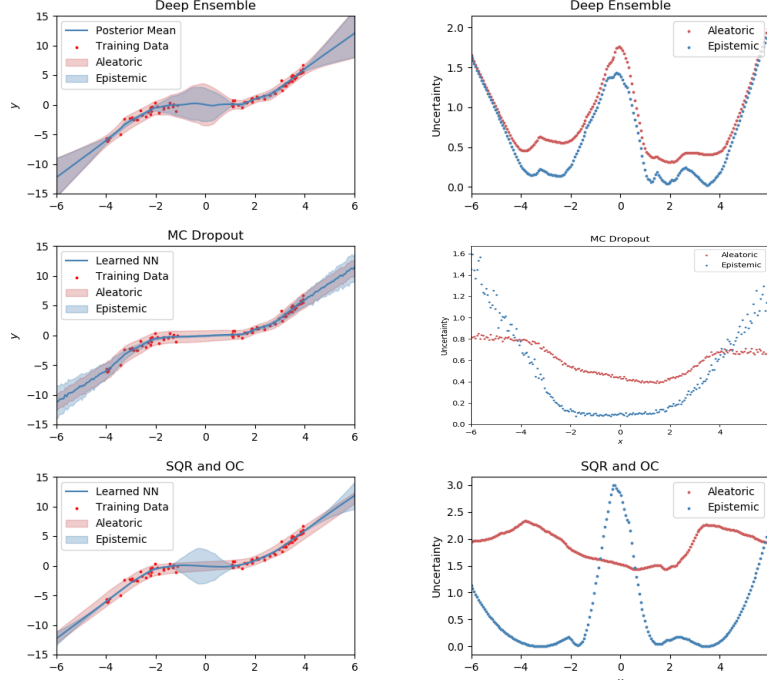 Deep Ensemble
15
10
5
0
−5
−10
−15
y
Posterior Mean
Training Data
Aleatoric
Epistemic
−6 −4 −2 0 2 4 6
Deep Ensemble
2.0
1.5
1.0
0.5
0.0
Uncertainty
Aleatoric
Epistemic
−6 −4 −2 0 2 4
MC Dropout
15
10
5
0
−5
−10
−15
y
Learned NN
Training Data
Aleatoric
Epistemic
−6 −4 −2 0 2 4 6
MC Dropout
1.6
1.4
1.2
1.0
0.8
0.6
0.4
0.2
0.0
Uncertainty
Aleatoric
Epistemic
−6 −4 −2 0 2 4
x
SQR and OC
15
10
5
0
−5
−10
−15
Learned NN
Training Data
Aleatoric
Epistemic
−6 −4 −2 0 2 4 6
SQR and OC
3.0
2.5
2.0
1.5
1.0
0.5
0.0
Uncertainty
Aleatoric
Epistemic
−6 −4 −2 0 2 4